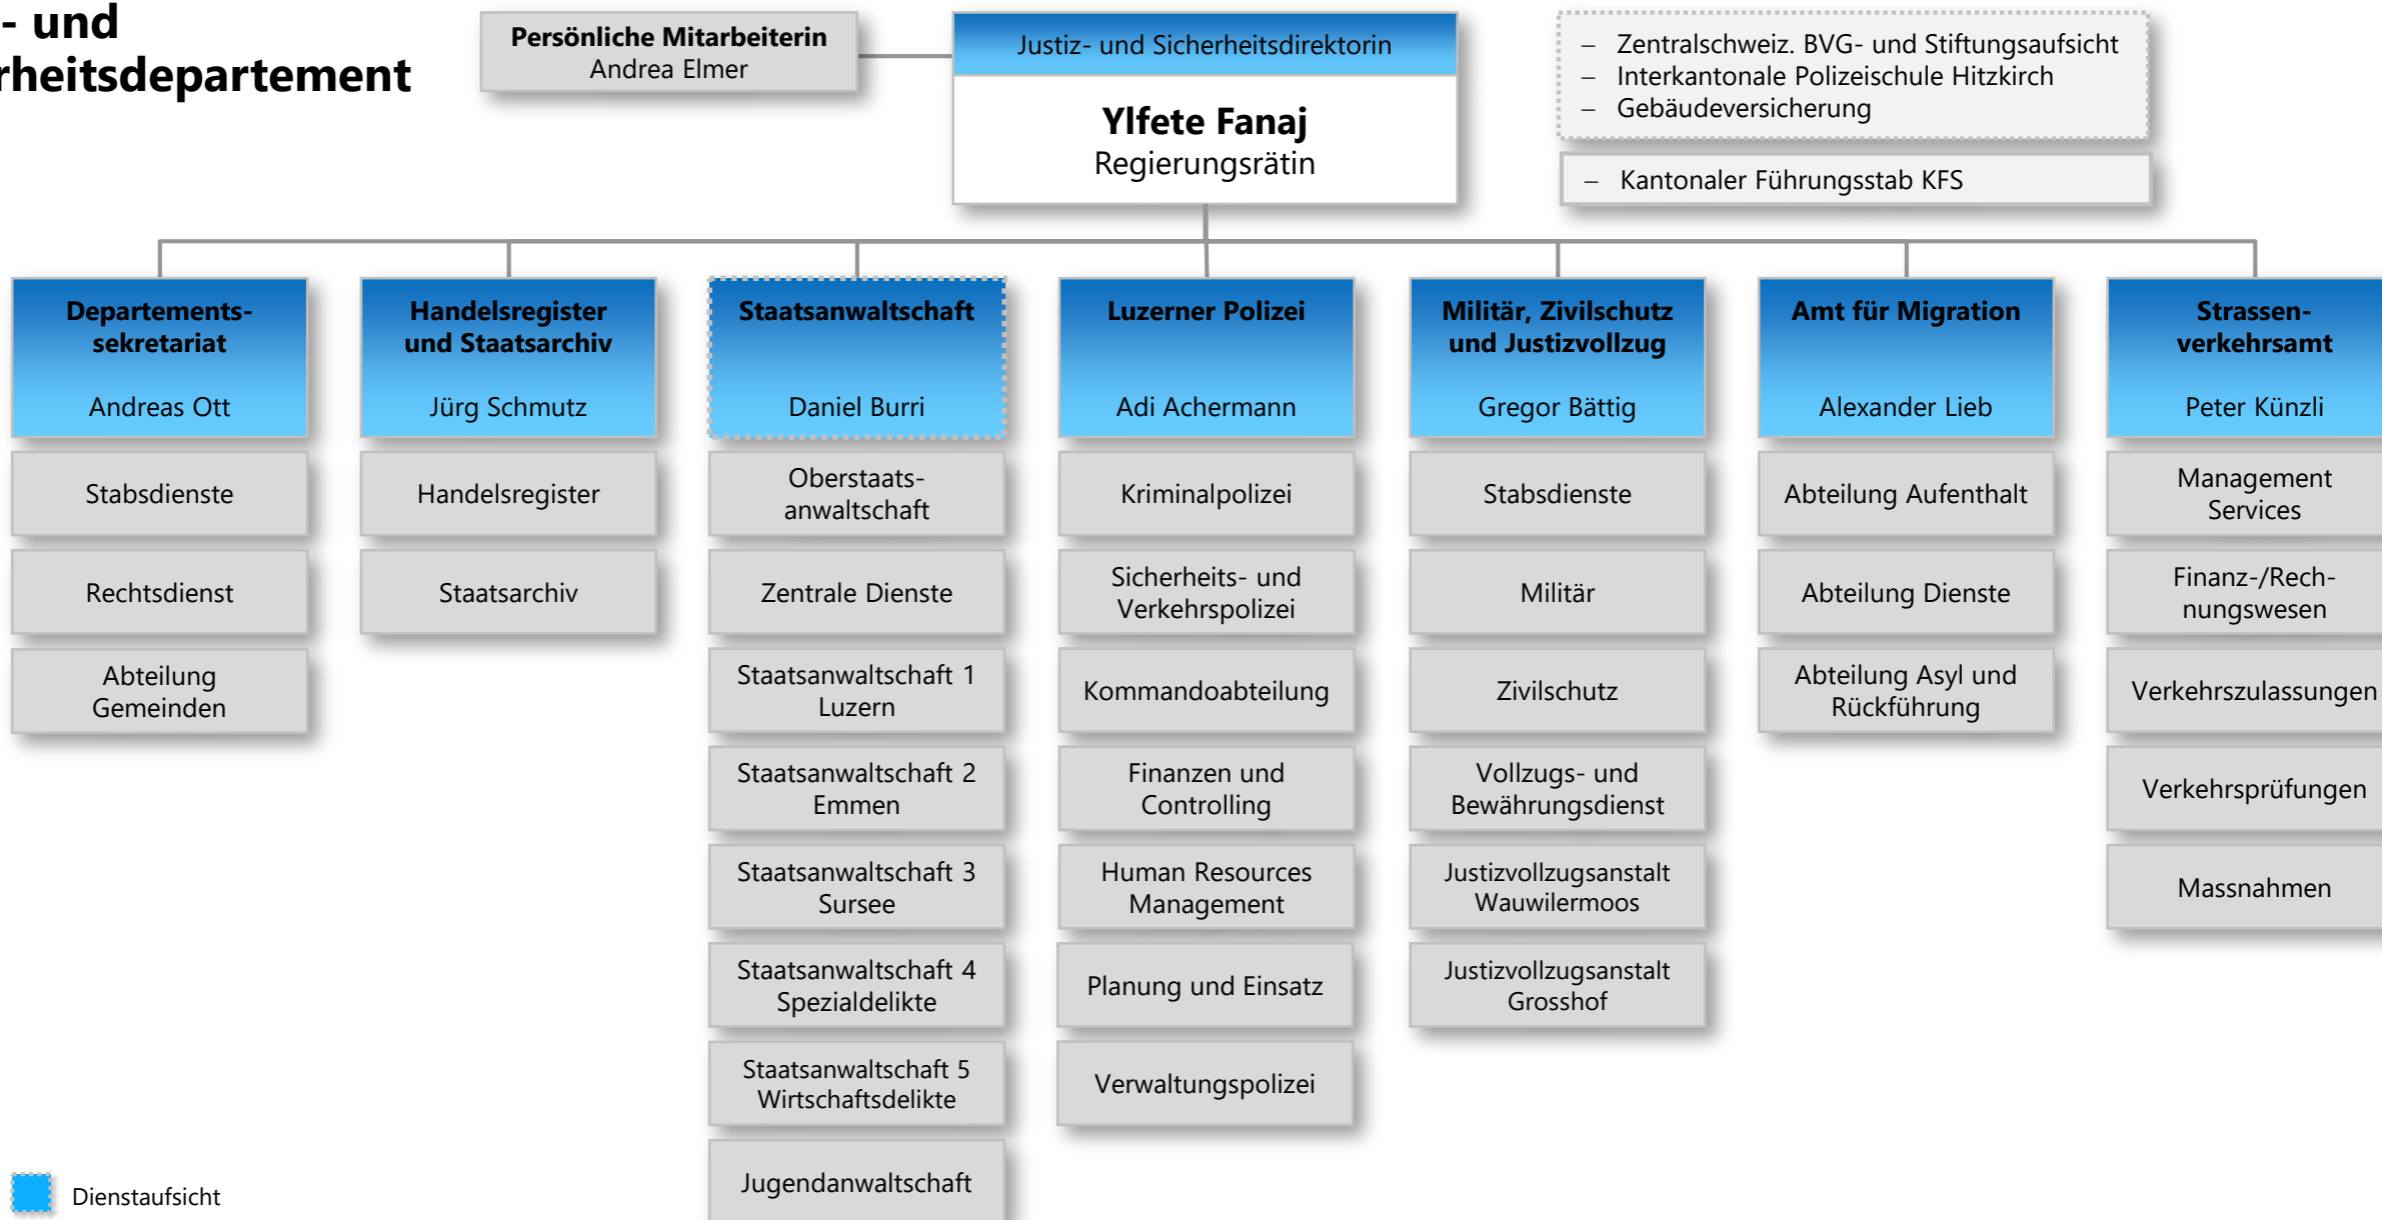 - und
rheitsdepartement
Persönliche Mitarbeiterin
Andrea Elmer
Justiz- und Sicherheitsdirektorin
Ylfete Fanaj
Regierungsrätin
– Zentralschweiz. BVG- und Stiftungsaufsicht
– Interkantonale Polizeischule Hitzkirch
– Gebäudeversicherung
– Kantonaler Führungsstab KFS
Departements-
sekretariat
Andreas Ott
Stabsdienste
Rechtsdienst
Abteilung
Gemeinden
Handelsregister
und Staatsarchiv
Jürg Schmutz
Handelsregister
Staatsarchiv
Staatsanwaltschaft
Daniel Burri
Oberstaats-
anwaltschaft
Zentrale Dienste
Staatsanwaltschaft 1
Luzern
Staatsanwaltschaft 2
Emmen
Staatsanwaltschaft 3
Sursee
Staatsanwaltschaft 4
Spezialdelikte
Staatsanwaltschaft 5
Wirtschaftsdelikte
Jugendanwaltschaft
Luzerner Polizei
Adi Achermann
Kriminalpolizei
Sicherheits- und
Verkehrspolizei
Kommandoabteilung
Finanzen und
Controlling
Human Resources
Management
Planung und Einsatz
Verwaltungspolizei
Militär, Zivilschutz
und Justizvollzug
Gregor Bättig
Stabsdienste
Militär
Zivilschutz
Vollzugs- und
Bewährungsdienst
Justizvollzugsanstalt
Wauwilermoos
Justizvollzugsanstalt
Grosshof
Amt für Migration
Alexander Lieb
Abteilung Aufenthalt
Abteilung Dienste
Abteilung Asyl und
Rückführung
Strassen-
verkehrsamt
Peter Künzli
Management
Services
Finanz-/Rech-
nungswesen
Verkehrszulassungen
Verkehrsprüfungen
Massnahmen
Dienstaufsicht